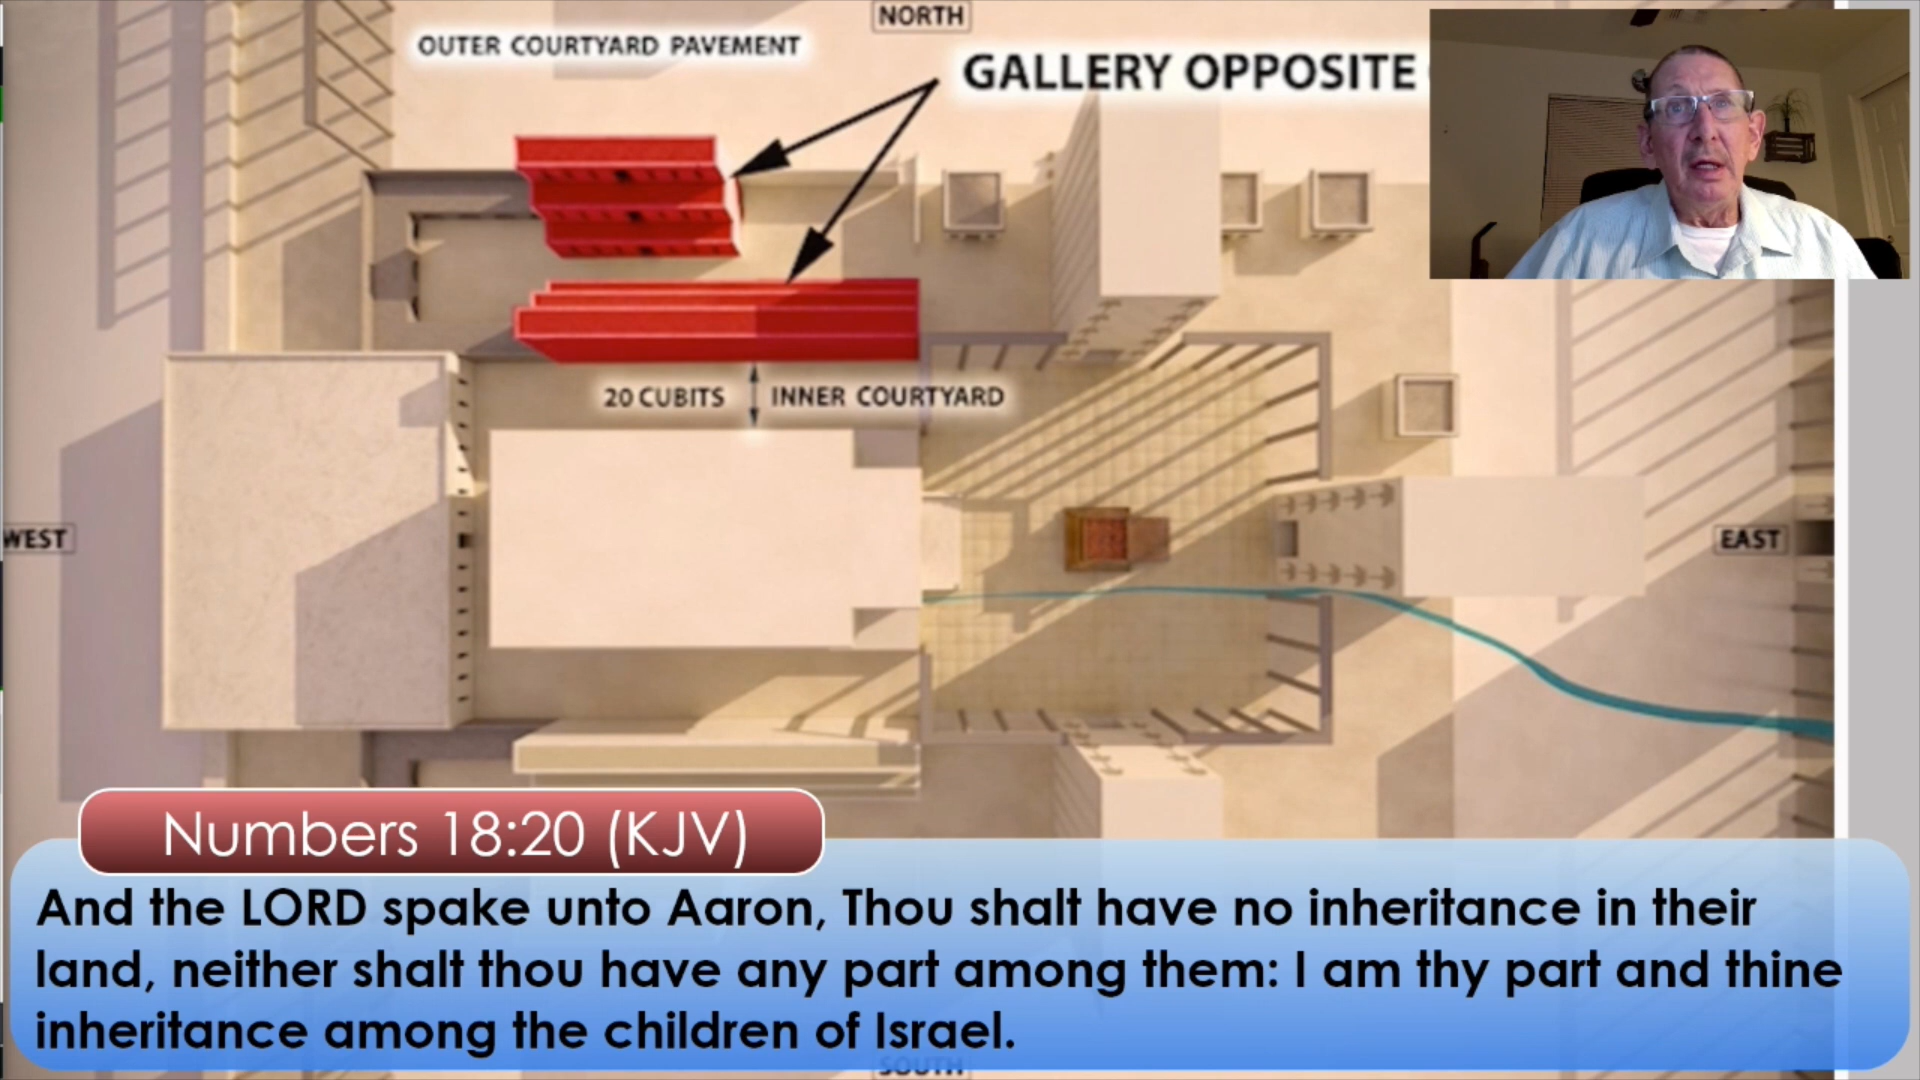 NORTH
OUTER COURTYARD PAVEMENT
GALLERY OPPOSITE
20 CUBITS
INNER COURTYARD
WEST
EAST
Numbers 18:20 (KJV)
And the LORD spake unto Aaron, Thou shalt have no inheritance in their
land, neither shalt thou have any part among them: I am thy part and thine
inheritance among the children of Israel.
SOUTH